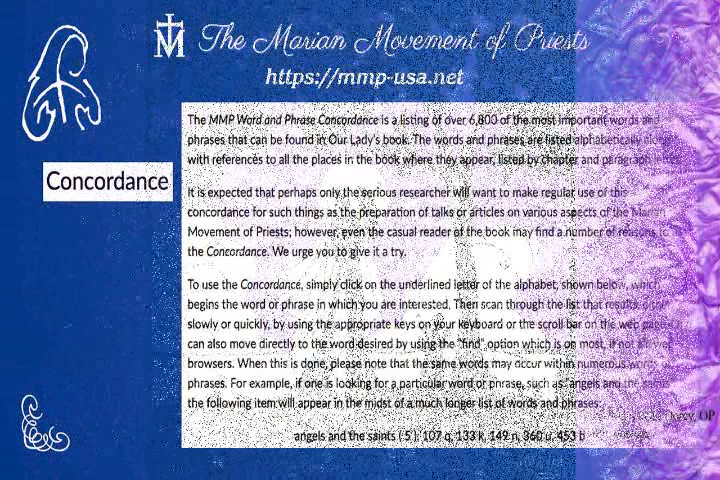 The Marian Movement of Priests
https://mmp-usa.net
Concordance
The MMP Word and Phrase Concordance is a listing of over 6,800 of the most important words and
phrases that can be found in Our Lady's book. The words and phrases are listed alphabetically along
with references to all the places in the book where they appear, listed by chapter and paragraph letter.
It is expected that perhaps only the serious researcher will want to make regular use of this
concordance for such things as the preparation of talks or articles on various aspects of the Marian
Movement of Priests; however, even the casual reader of the book may find a number of reasons to
the Concordance. We urge you to give it a try.
To use the Concordance, simply click on the underlined letter of the alphabet, shown below, which
begins the word or phrase in which you are interested. Then scan through the list that results, either
slowly or quickly, by using the appropriate keys on your keyboard or the scroll bar on the web page.
can also move directly to the word desired by using the "find" option which is on most, if not all, web
browsers. When this is done, please note that the same words may occur within numerous words or
phrases. For example, if one is looking for a particular word or phrase, such as "angels and the saints
the following item will appear in the midst of a much longer list of words and phrases:
OP
angels and the saints ( 5 ): 107 q, 133 k, 149 n, 360 u, 453 b